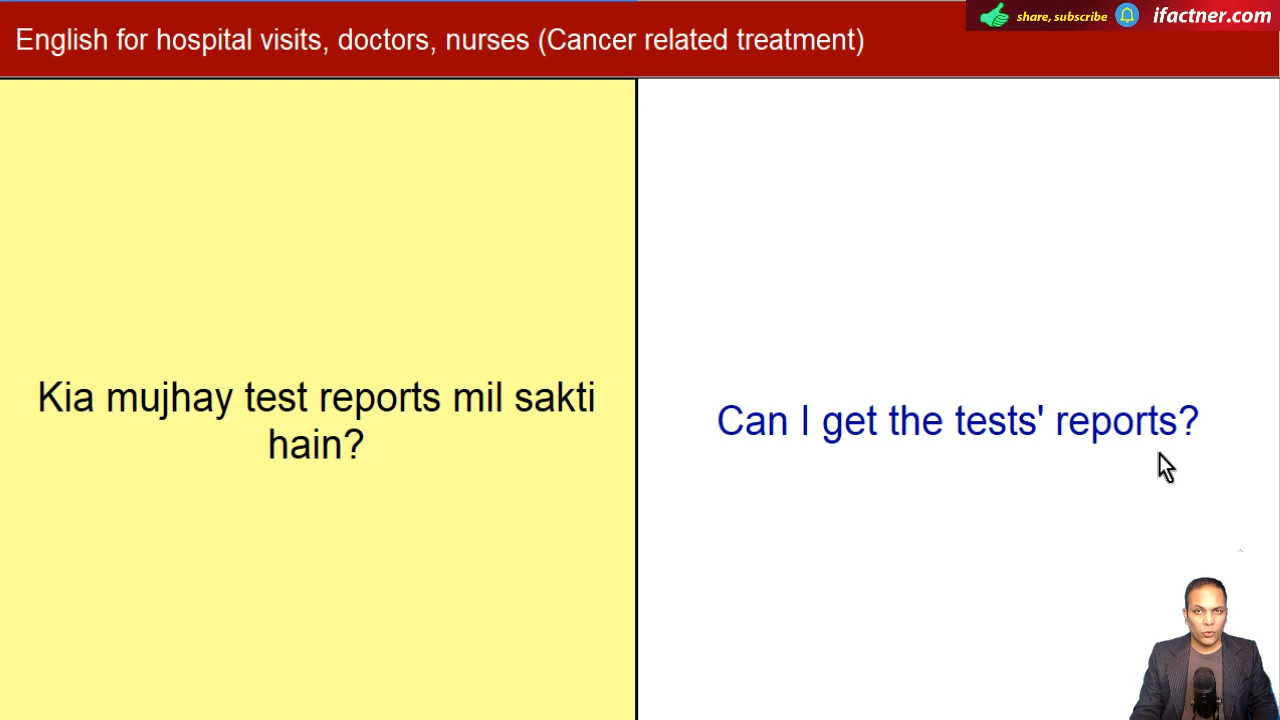 English for hospital visits, doctors, nurses (Cancer related treatment)
share, subscribe ifactner.com
Kia mujhay test reports mil sakti
hain?
Can I get the tests' reports?